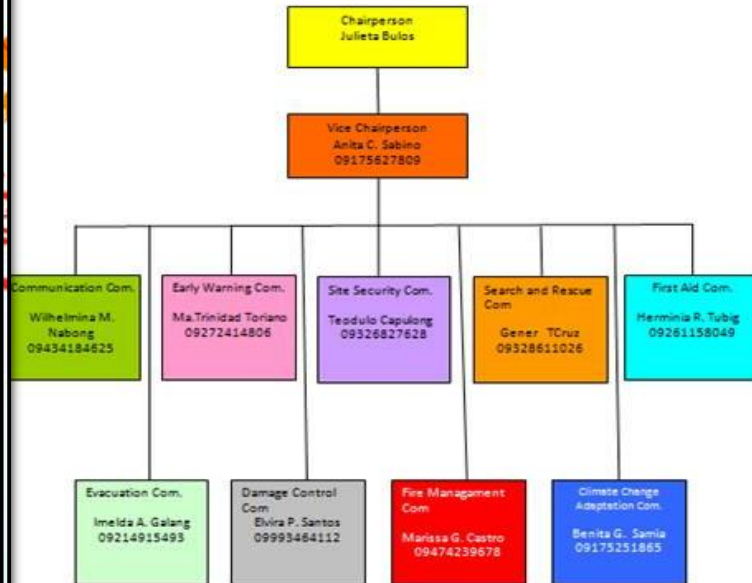 Chairperson
Julieta Bulos
Vice Chairperson
Anita C. Sabino
09175627809
Communication Com.
Wilhelmina M.
Nabong
09434184625
Early Warning Com.
Ma.Trinidad Toriano
09272414806
Site Security Com.
Teodulo Capulong
09326827628
Search and Rescue
Com
Gener TCruz
09328611026
First Aid Com.
Herminia R. Tubig
09261158049
Evacuation Com.
Imelda A. Galang
09214915493
Damage Control
Com
Elvira P. Santos
09993464112
Fire Managament
Com
Marissa G. Castro
09474239678
Climate Change
Adaptation Com.
Benita G. Samia
09175251865